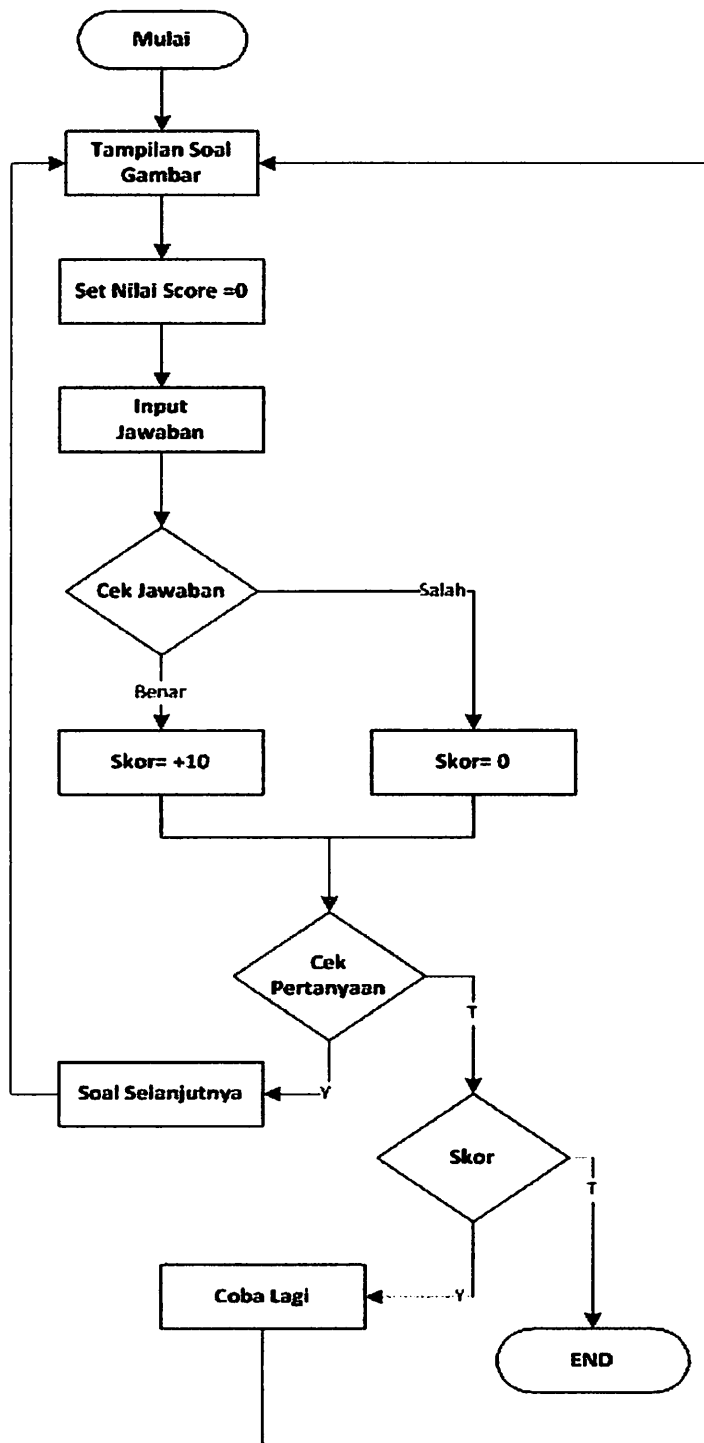 Mulai
Tampilan Soal
Gambar
Set Nilai Score =0
Input
Jawaban
Cek Jawaban
Salah
Benar
Skor= +10
Skor= 0
Cek
Pertanyaan
T
Soal Selanjutnya
Y
Skor
T
Coba Lagi
Y
END